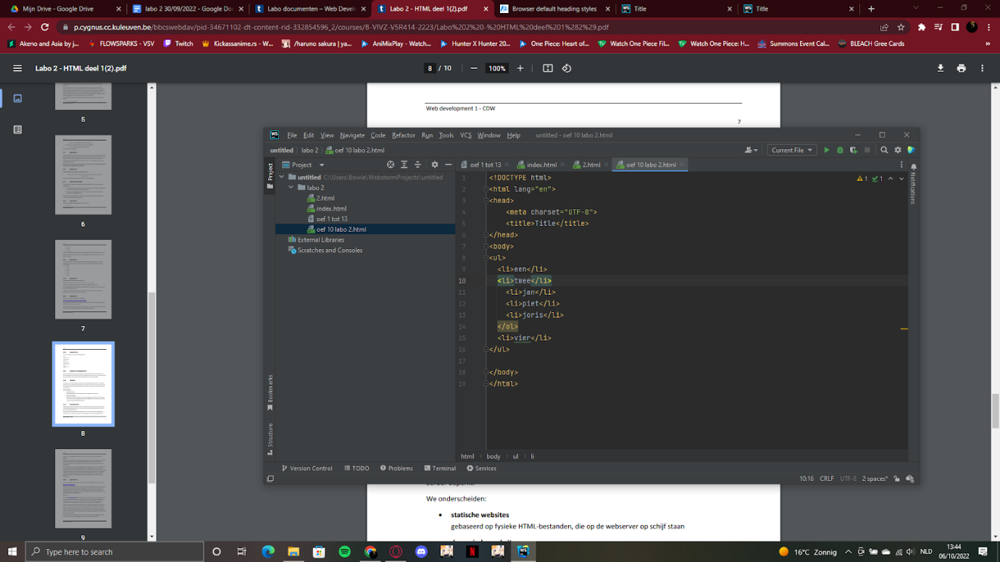 Mijn Drive - Google Drive
labo 2 30/09/2022 - Google Doc
Labo documenten – Web Devel
Labo 2 - HTML deel 1(2).pdf
Browser default heading styles
Title
Title
p.cygnus.cc.kuleuven.be/bbcswebdav/pid-34671102-dt-content-rid-332854596_2/courses/B-VIVZ-V5R414-2223/Labo%202%20-%20HTML%20deel%201%282%29.pdf
Akeno and Asia by j...
FLOWSPARKS - VSV
Twitch
Kickassanime.rs - W...
/haruno sakura | ya...
AniMixPlay - Watch...
Hunter X Hunter 20...
One Piece: Heart of...
Watch One Piece Fil...
Watch One Piece: H...
Summons Event Cal...
BLEACH Gree Cards
»
Labo 2 - HTML deel 1(2).pdf
8 / 10
100%
5
6
7
8
9
Web development 1 - CDW
7
WS File Edit View Navigate Code Refactor Run Tools VCS Window Help untitled - oef 10 labo 2.html
untitled labo 2 oef 10 labo 2.html
Current File
Project
oef 1 tot 13
index.html
2.html
oef 10 labo 2.html
Project
Notifications
untitled C:\Users\Bowie\WebstormProjects\untitled
labo 2
2.html
index.html
oef 1 tot 13
oef 10 labo 2.html
External Libraries
Scratches and Consoles
1 <!DOCTYPE html>
2 <html lang="en">
3 <head>
4 <meta charset="UTF-8">
5 <title>Title</title>
6 </head>
7 <body>
8 <ul>
9 <li>een</li>
10 <li>twee</li>
11 <li>jan</li>
12 <li>piet</li>
13 <li>joris</li>
14 </ol>
15 <li>vier</li>
16 </ul>
17
18 </body>
19 </html>
1 1
Bookmarks
Structure
html body ul li
Version Control TODO Problems Terminal Services
10:16 CRLF UTF-8 2 spaces*
We onderscheiden:
• statische websites
gebaseerd op fysieke HTML-bestanden, die op de webserver op schijf staan
Type here to search
16°C Zonnig
NLD
13:44
06/10/2022